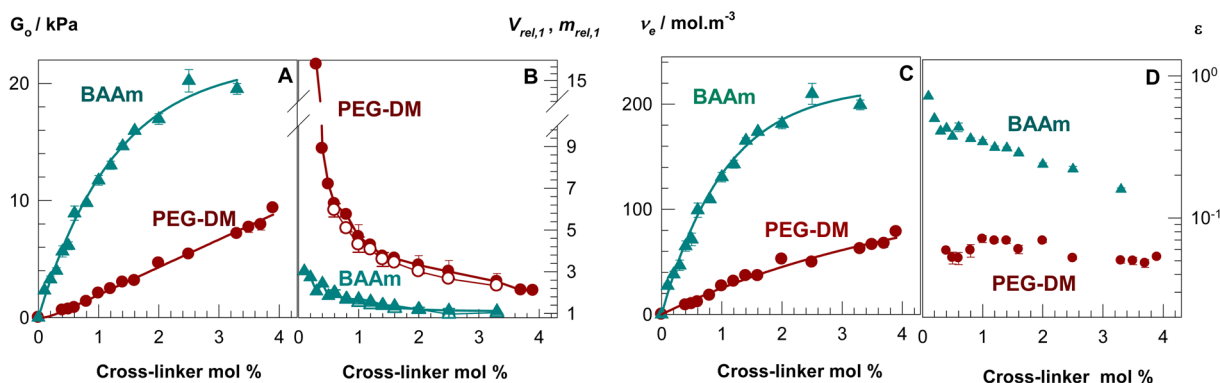 G₀ / kPa
V_rel,1 , m_rel,1
νₑ / mol.m⁻³
ε
A
B
C
D
BAAm
PEG-DM
PEG-DM
BAAm
BAAm
PEG-DM
BAAm
PEG-DM
20
10
0
15
9
7
5
3
1
200
100
0
10⁰
10⁻¹
0 1 2 3 4
0 1 2 3 4
0 1 2 3 4
0 1 2 3 4
Cross-linker mol %
Cross-linker mol %
Cross-linker mol %
Cross-linker mol %